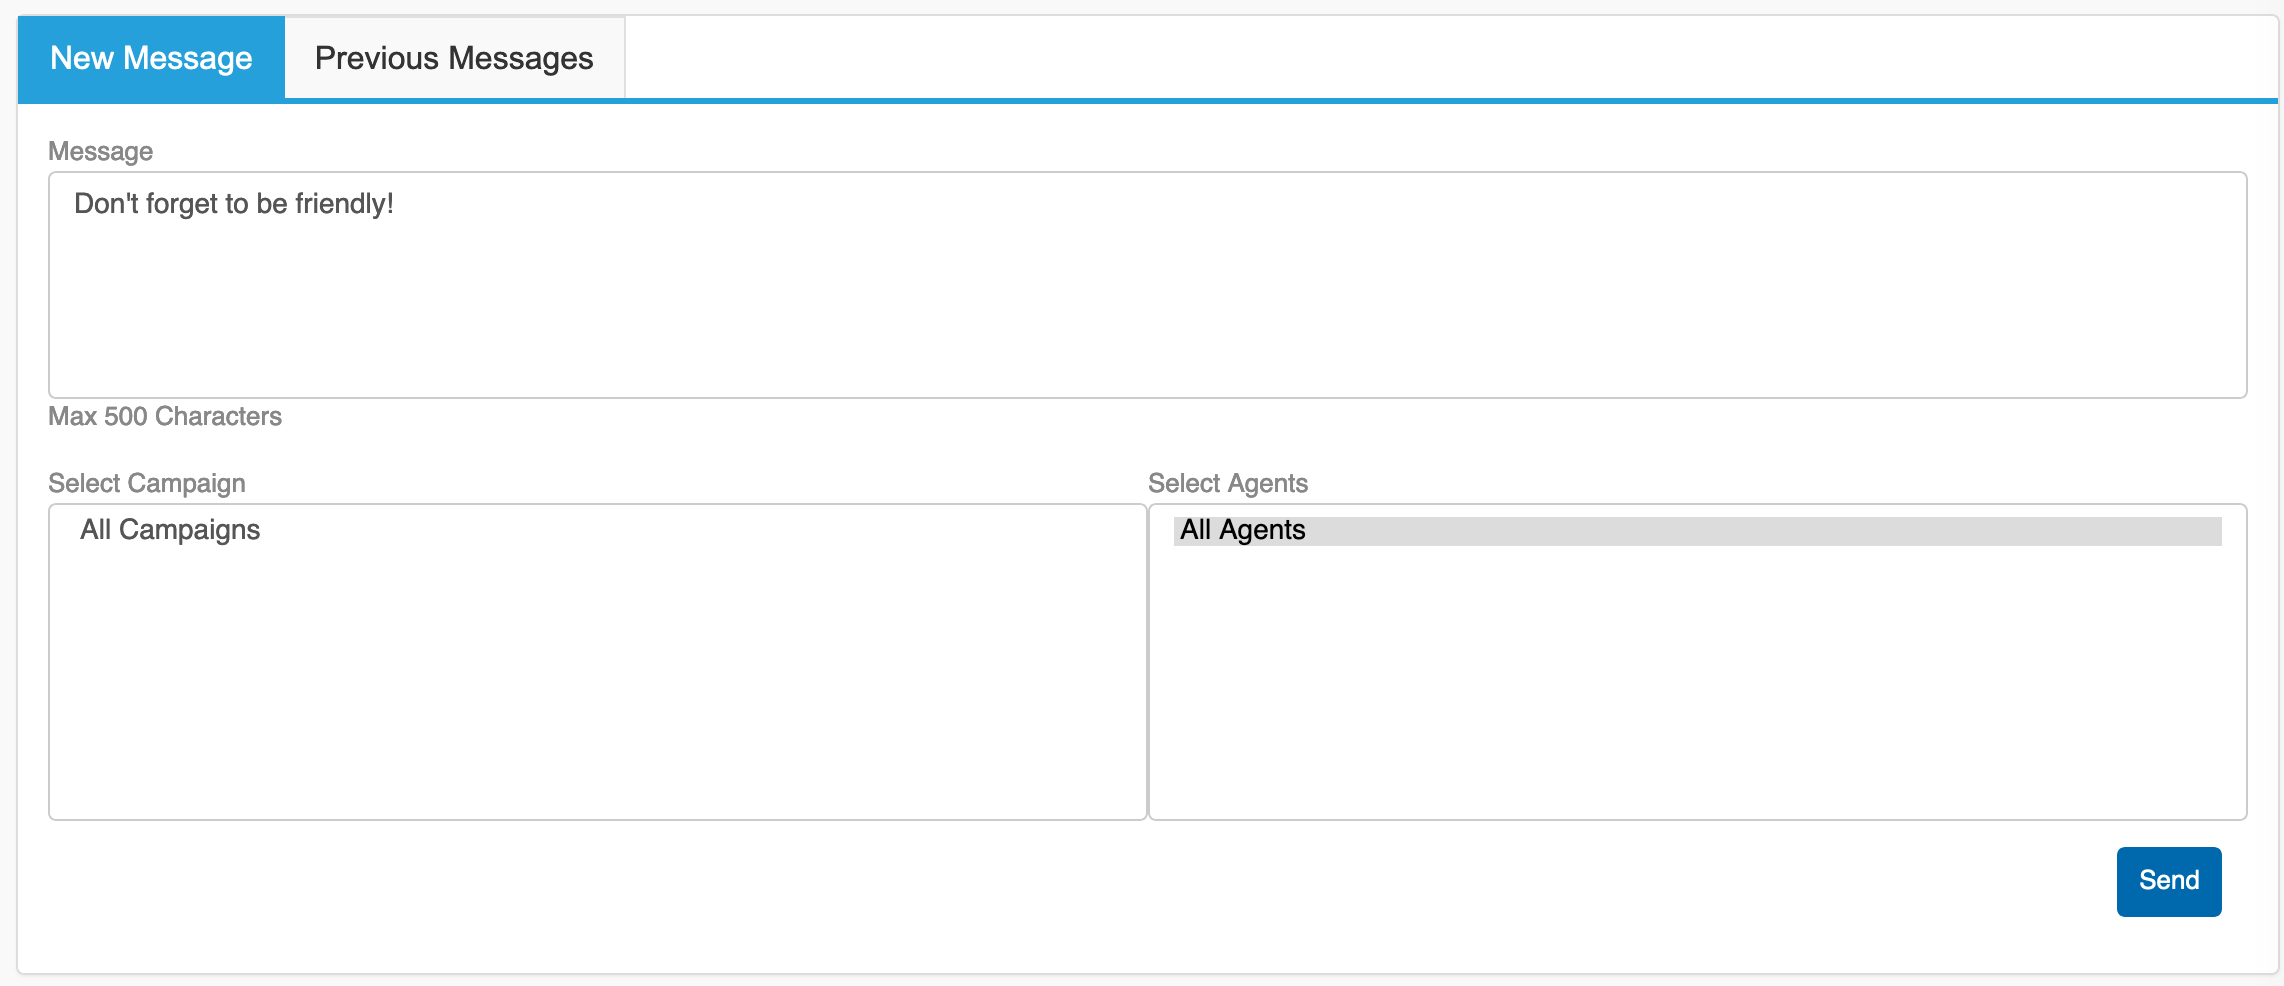 New Message
Previous Messages
Message
Don't forget to be friendly!
Max 500 Characters
Select Campaign
Select Agents
All Campaigns
All Agents
Send